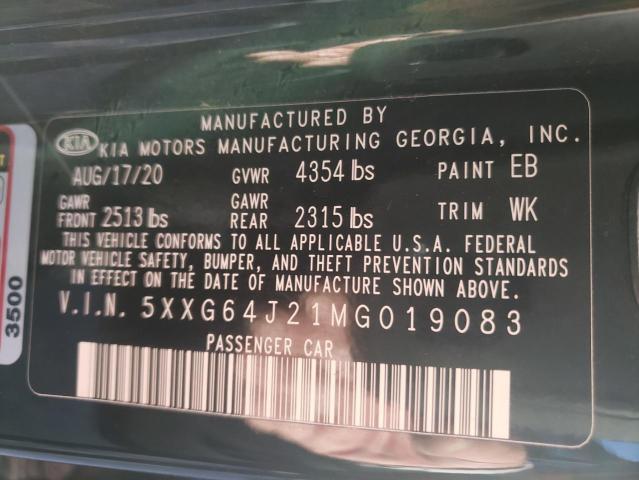 MANUFACTURED BY
KIA KIA MOTORS MANUFACTURING GEORGIA, INC.
AUG/17/20 GVWR 4354 lbs PAINT EB
GAWR FRONT 2513 lbs GAWR REAR 2315 lbs TRIM WK
THIS VEHICLE CONFORMS TO ALL APPLICABLE U.S.A. FEDERAL
MOTOR VEHICLE SAFETY, BUMPER, AND THEFT PREVENTION STANDARDS
IN EFFECT ON THE DATE OF MANUFACTURE SHOWN ABOVE.
V.I.N. 5XXG64J21MG019083
PASSENGER CAR
3500